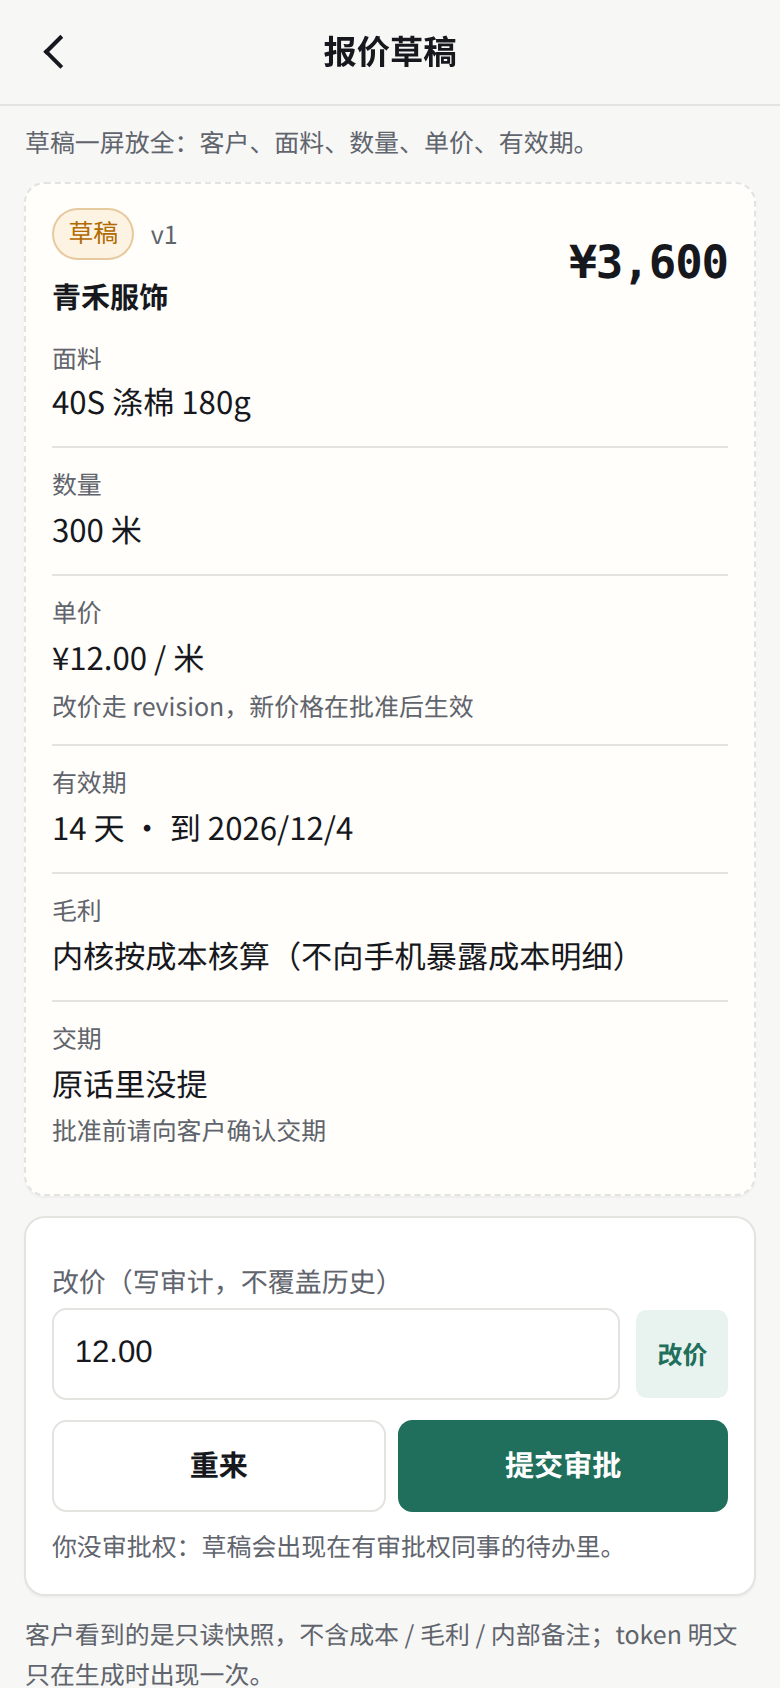 报价草稿
草稿一屏放全：客户、面料、数量、单价、有效期。
草稿 v1
¥3,600
青禾服饰
面料
40S 涤棉 180g
数量
300 米
单价
¥12.00 / 米
改价走 revision，新价格在批准后生效
有效期
14 天 · 到 2026/12/4
毛利
内核按成本核算（不向手机暴露成本明细）
交期
原话里没提
批准前请向客户确认交期
改价（写审计，不覆盖历史）
12.00
改价
重来
提交审批
你没审批权：草稿会出现在有审批权同事的待办里。
客户看到的是只读快照，不含成本 / 毛利 / 内部备注；token 明文
只在生成时出现一次。